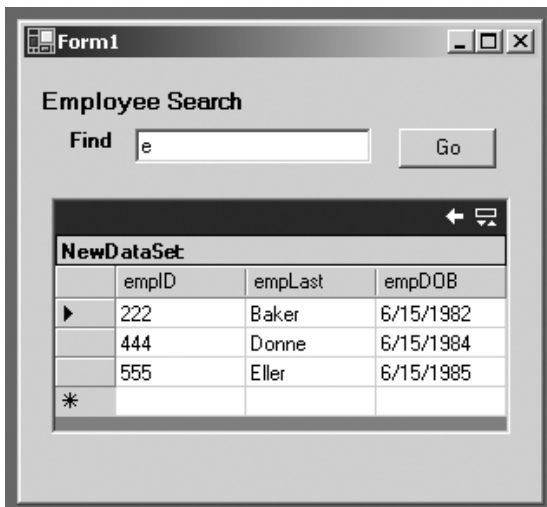 Form1
Employee Search
Find e Go
NewDataSet
empID empLast empDOB
222 Baker 6/15/1982
444 Donne 6/15/1984
555 Eller 6/15/1985